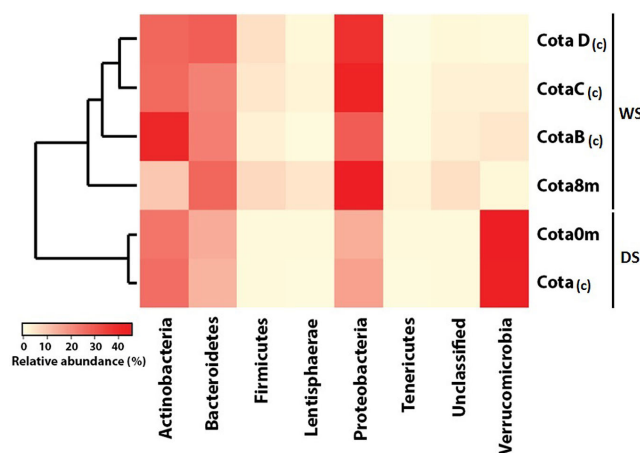 Cota D (c)
CotaC (c)
CotaB (c)
Cota8m
Cota0m
Cota (c)
WS
DS
0 10 20 30 40
Relative abundance (%)
Actinobacteria
Bacteroidetes
Firmicutes
Lentisphaerae
Proteobacteria
Tenericutes
Unclassified
Verrucomicrobia